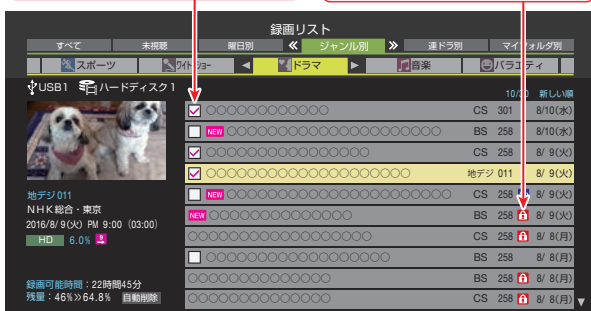 録画リスト
すべて 未視聴 曜日別 ≪ ジャンル別 ≫ 連ドラ別 マイフォルダ別
スポーツ ワイドショー ◀ ドラマ ▶ 音楽 バラエティ
USB1 ハードディスク1
10/30 新しい順
○○○○○○○○○○○○ CS 301 8/10(水)
NEW ○○○○○○○○○○○○○○○○○○○○○ BS 258 8/10(水)
○○○○○○○○○○○○○○○○ CS 258 8/ 9(火)
○○○○○○○○○○○○○○○○○○○○ 地デジ 011 8/ 9(火)
NEW ○○○○○○○○○○○○○○○○○○○○○○ CS 258 8/ 9(火)
NEW ○○○○○○○○○○○○○○ BS 258 8/ 9(火)
○○○○○○○○○○○○○○○○○ CS 258 8/ 8(月)
○○○○○○○○○○○○○○○ BS 258 8/ 8(月)
○○○○○○○○○○○○○ BS 258 8/ 8(月)
○○○○○○○○○○○○○ CS 258 8/ 8(月)
▼
地デジ 011
NHK総合・東京
2016/8/ 9(火) PM 9:00 (03:00)
HD 6.0%
録画可能時間：22時間45分
残量：46%≫64.8% 自動削除